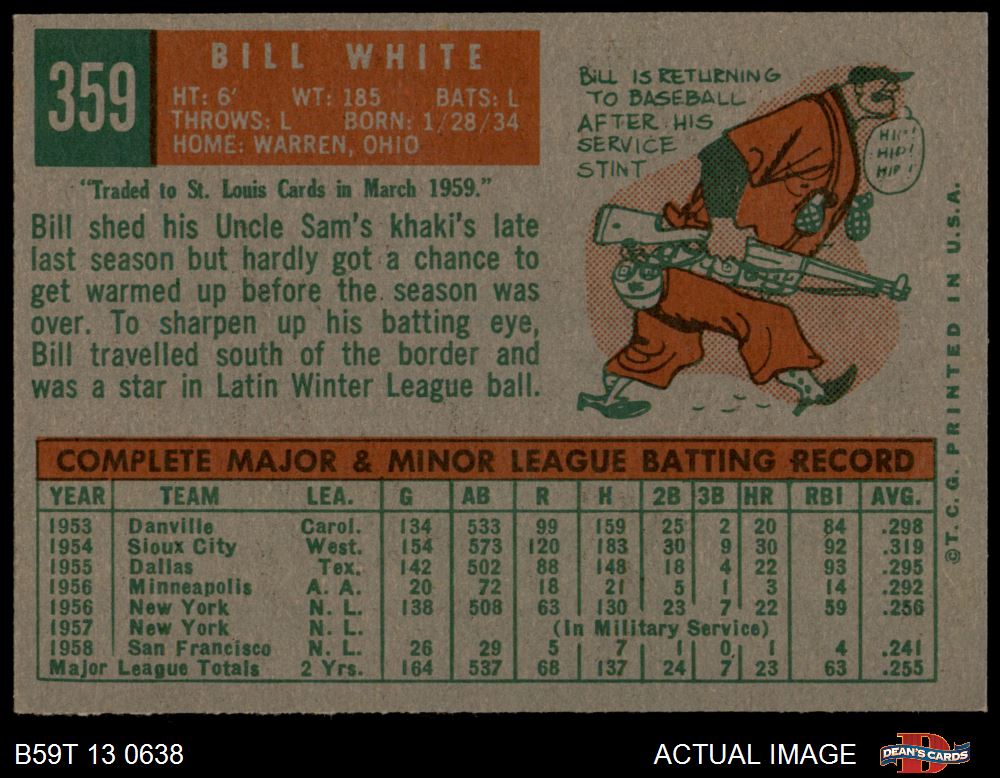 359
BILL WHITE
HT: 6' WT: 185 BATS: L
THROWS: L BORN: 1/28/34
HOME: WARREN, OHIO
"Traded to St. Louis Cards in March 1959."
Bill shed his Uncle Sam's khaki's late
last season but hardly got a chance to
get warmed up before the season was
over. To sharpen up his batting eye,
Bill travelled south of the border and
was a star in Latin Winter League ball.
BILL IS RETURNING
TO BASEBALL
AFTER HIS
SERVICE
STINT
HIP!
HIP!
HIP!
©T.C.G. PRINTED IN U.S.A.
COMPLETE MAJOR & MINOR LEAGUE BATTING RECORD
YEAR TEAM LEA. G AB R H 2B 3B HR RBI AVG.
1953 Danville Carol. 134 533 99 159 25 2 20 84 .298
1954 Sioux City West. 154 573 120 183 30 9 30 92 .319
1955 Dallas Tex. 142 502 88 148 18 4 22 93 .295
1956 Minneapolis A. A. 20 72 18 21 5 1 3 14 .292
1956 New York N. L. 138 508 63 130 23 7 22 59 .256
1957 New York N. L. (In Military Service)
1958 San Francisco N. L. 26 29 5 7 1 0 1 4 .241
Major League Totals 2 Yrs. 164 537 68 137 24 7 23 63 .255
B59T 13 0638
ACTUAL IMAGE
D
DEAN'S CARDS